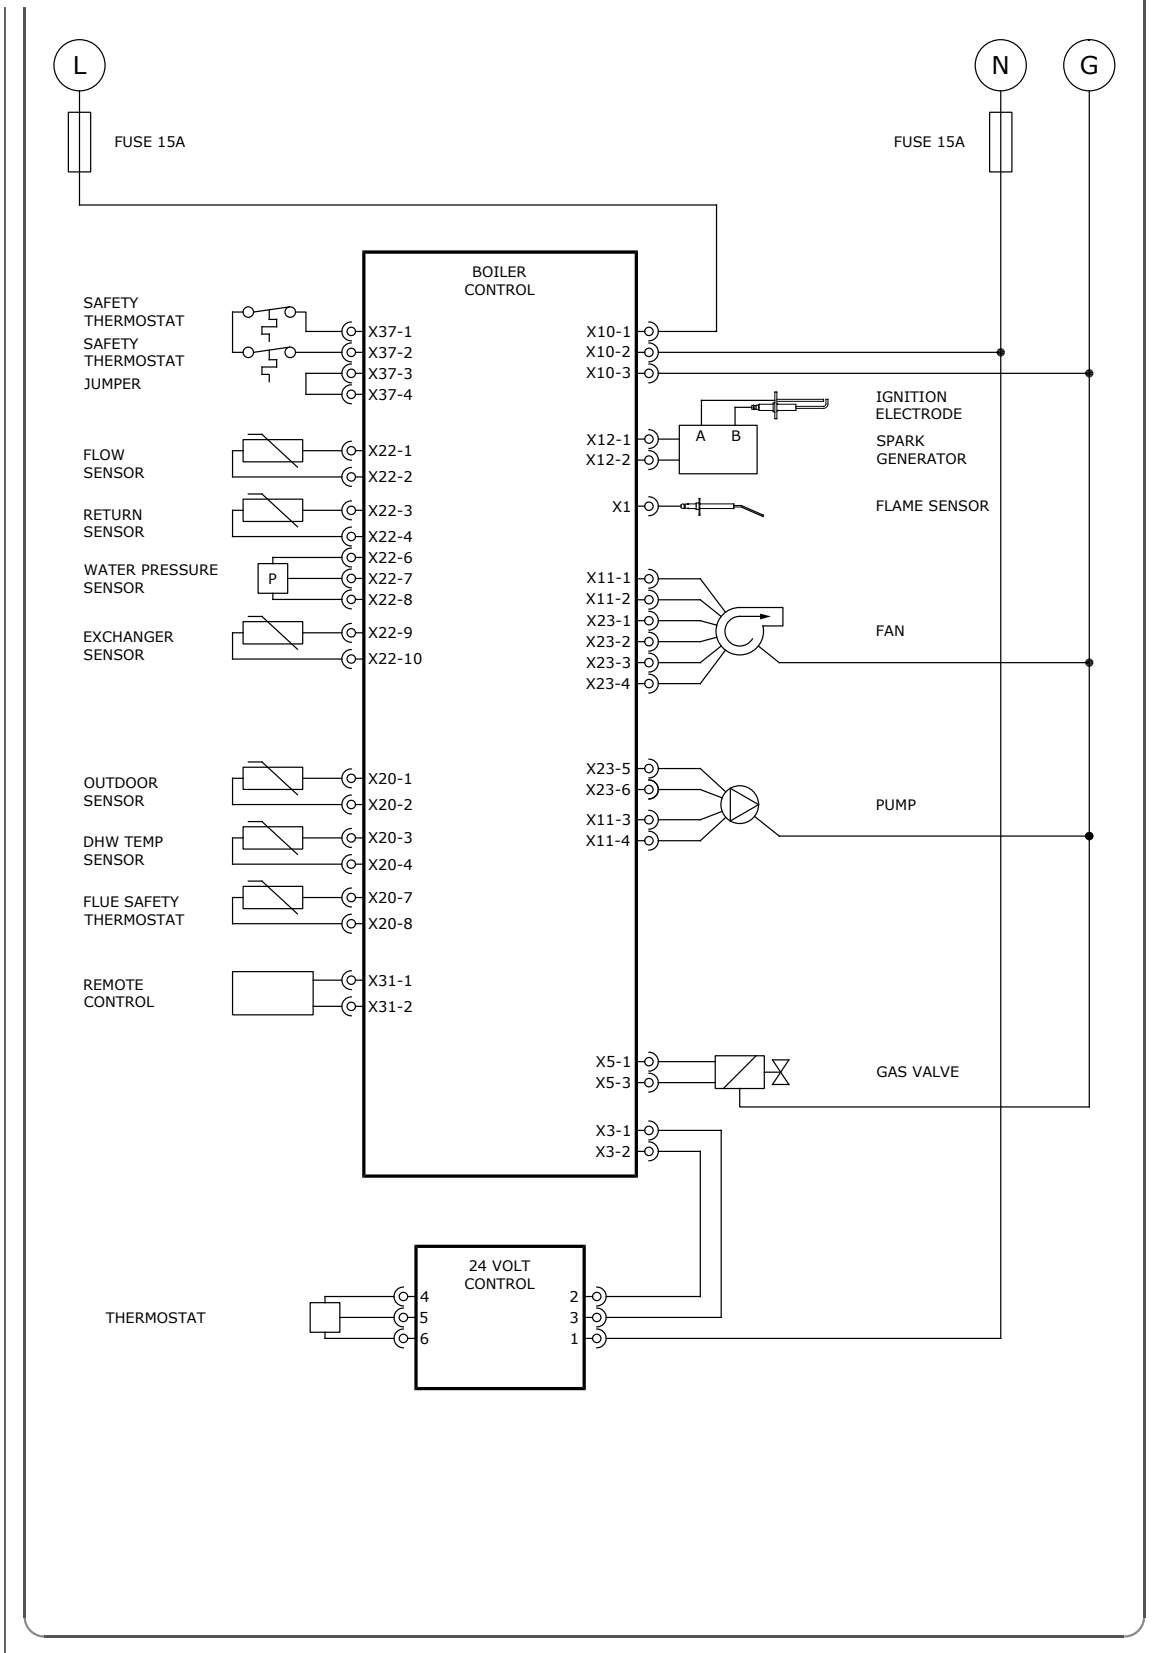 L
N
G
FUSE 15A
FUSE 15A
BOILER
CONTROL
SAFETY
THERMOSTAT
SAFETY
THERMOSTAT
JUMPER
X37-1
X37-2
X37-3
X37-4
FLOW
SENSOR
X22-1
X22-2
RETURN
SENSOR
X22-3
X22-4
WATER PRESSURE
SENSOR
P
X22-6
X22-7
X22-8
EXCHANGER
SENSOR
X22-9
X22-10
OUTDOOR
SENSOR
X20-1
X20-2
DHW TEMP
SENSOR
X20-3
X20-4
FLUE SAFETY
THERMOSTAT
X20-7
X20-8
REMOTE
CONTROL
X31-1
X31-2
X10-1
X10-2
X10-3
IGNITION
ELECTRODE
X12-1
X12-2
A B
SPARK
GENERATOR
X1
FLAME SENSOR
X11-1
X11-2
X23-1
X23-2
X23-3
X23-4
FAN
X23-5
X23-6
X11-3
X11-4
PUMP
X5-1
X5-3
GAS VALVE
X3-1
X3-2
24 VOLT
CONTROL
THERMOSTAT
4
5
6
2
3
1